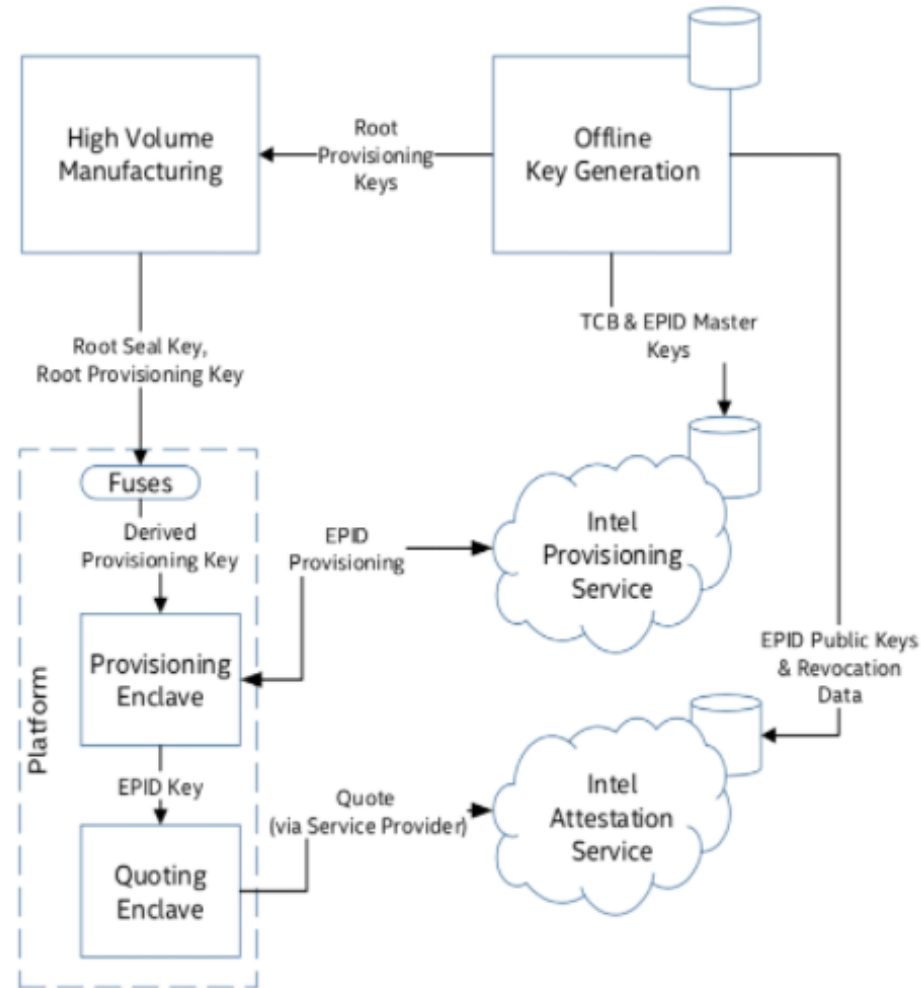 High Volume
Manufacturing
Root
Provisioning
Keys
Offline
Key Generation
TCB & EPID Master
Keys
Root Seal Key,
Root Provisioning Key
Fuses
Derived
Provisioning Key
EPID
Provisioning
Intel
Provisioning
Service
Provisioning
Enclave
EPID Public Keys
& Revocation
Data
Platform
EPID Key
Quote
(via Service Provider)
Intel
Attestation
Service
Quoting
Enclave